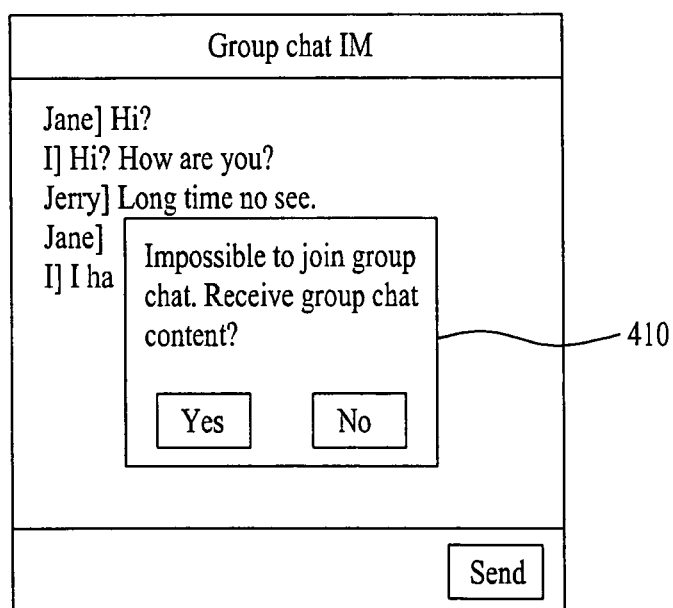 Group chat IM
Jane] Hi?
I] Hi? How are you?
Jerry] Long time no see.
Jane]
I] I ha
Impossible to join group
chat. Receive group chat
content?
Yes No
410
Send